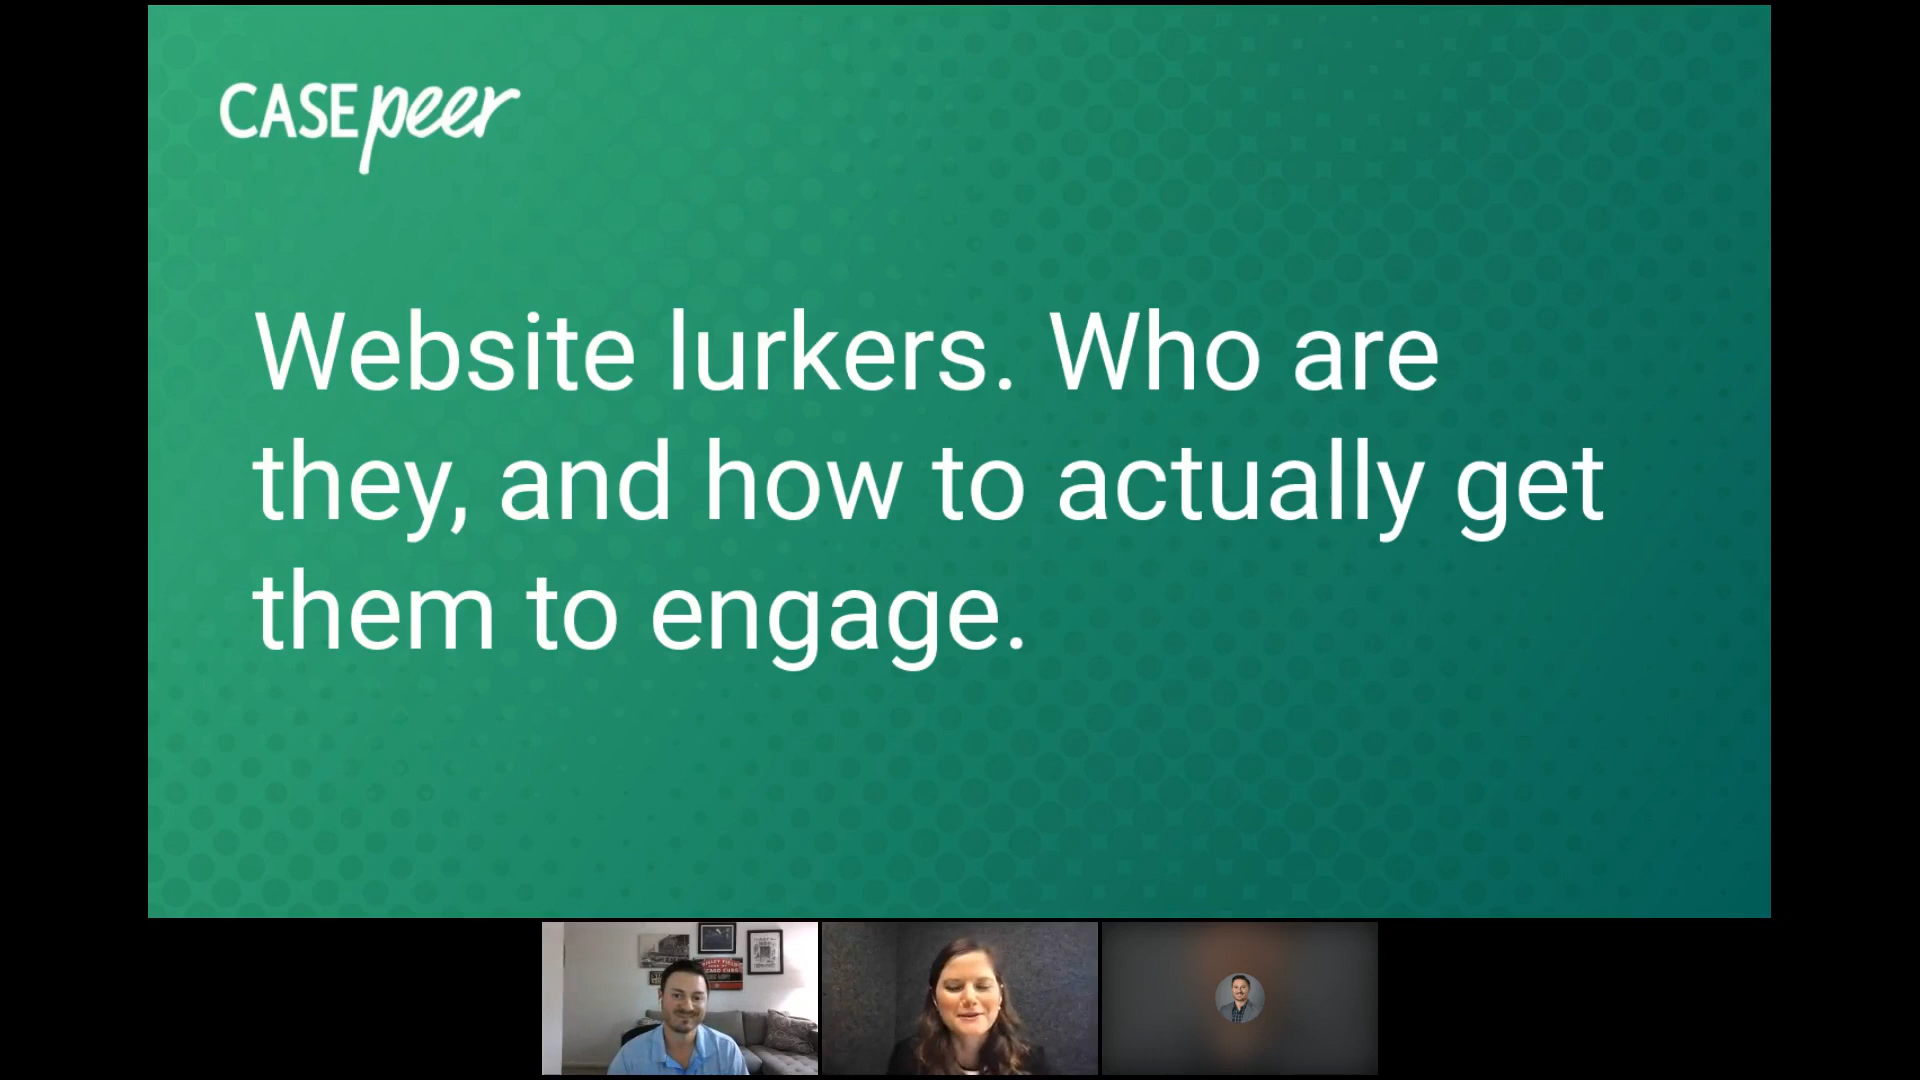 CASEpeer
Website lurkers. Who are
they, and how to actually get
them to engage.